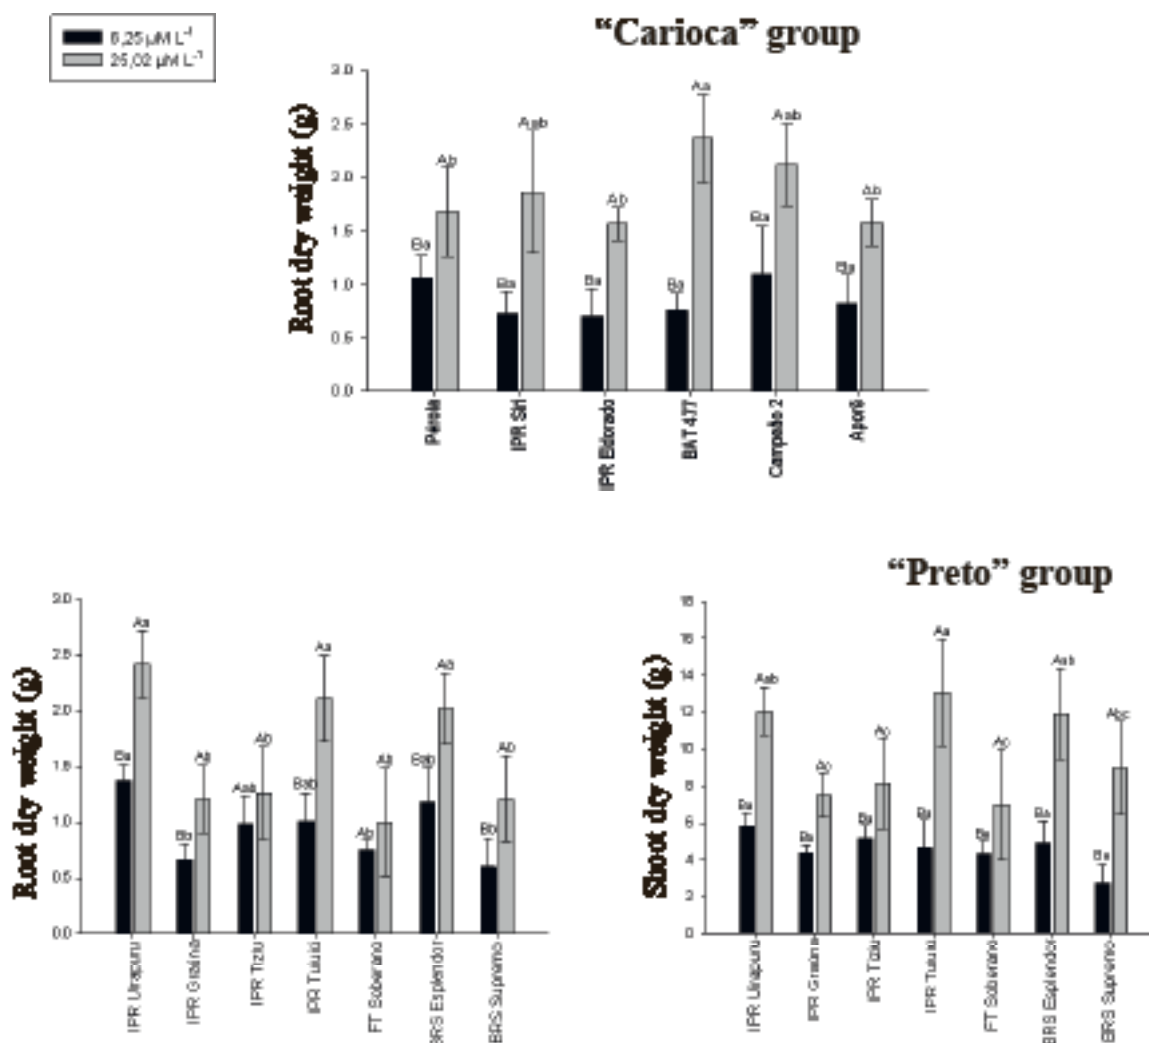 6,25 µM L⁻¹
25,02 µM L⁻¹
“Carioca” group
Root dry weight (g)
3.0
2.5
2.0
1.5
1.0
0.5
0.0
Ba
Ab
Ba
Aab
Ba
Ab
Ba
Aa
Ba
Aab
Ba
Ab
Pérola
IPR Siri
IPR Eldorado
BAT 477
Campeão 2
Aporé
“Preto” group
Root dry weight (g)
3.0
2.5
2.0
1.5
1.0
0.5
0.0
Ba
Aa
Bb
Ab
Aab
Ab
Bab
Aa
Ab
Ab
Bab
Bb
Ab
IPR Uirapuru
IPR Graúna
IPR Tiziu
IPR Tuiuiú
FT Soberano
BRS Esplendor
BRS Supremo
Shoot dry weight (g)
18
16
14
12
10
8
6
4
2
0
Ba
Aab
Ba
Ac
Ba
Ac
Ba
Aa
Ba
Ac
Ba
Aab
Ba
Abc
IPR Uirapuru
IPR Graúna
IPR Tiziu
IPR Tuiuiú
FT Soberano
BRS Esplendor
BRS Supremo